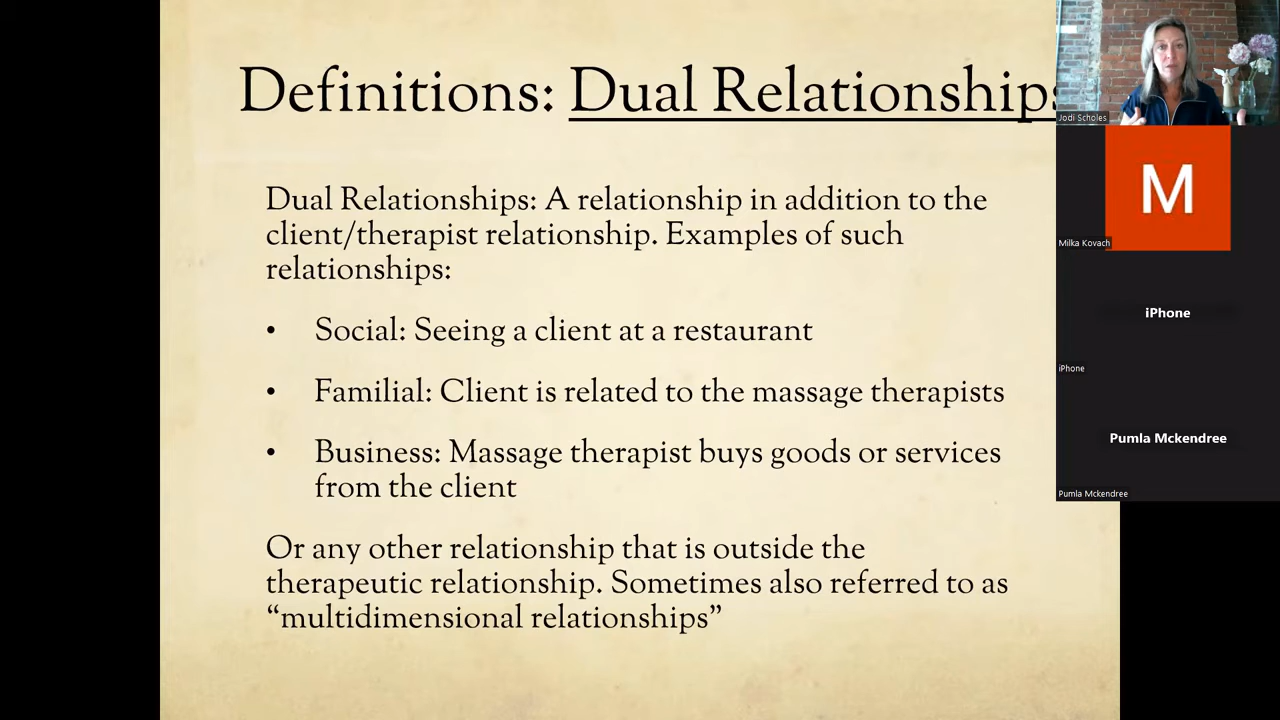 Definitions: Dual Relationships
Dual Relationships: A relationship in addition to the
client/therapist relationship. Examples of such
relationships:
• Social: Seeing a client at a restaurant
• Familial: Client is related to the massage therapists
• Business: Massage therapist buys goods or services
from the client
Or any other relationship that is outside the
therapeutic relationship. Sometimes also referred to as
“multidimensional relationships”
Jodi Scholes
M
Milka Kovach
iPhone
iPhone
Pumla Mckendree
Pumla Mckendree